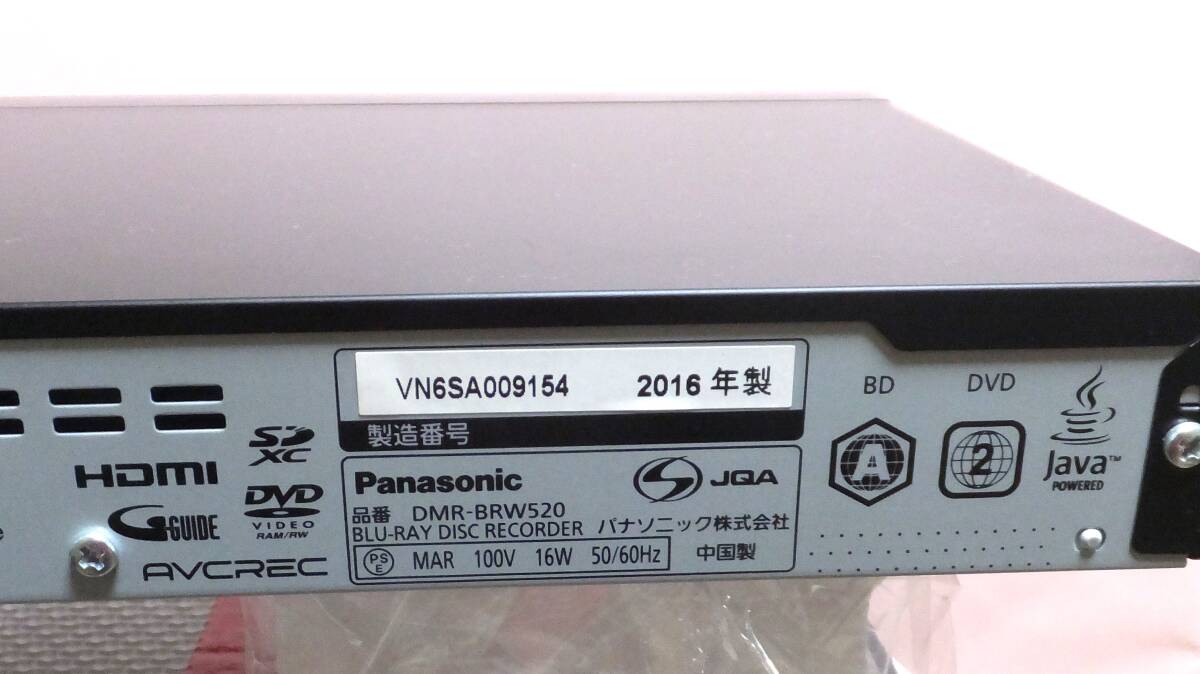 VN6SA009154 2016 年製
製造番号
Panasonic
JQA
品番 DMR-BRW520
BLU-RAY DISC RECORDER パナソニック株式会社
PS E MAR 100V 16W 50/60Hz 中国製
HDMI
SD XC
G-GUIDE
DVD
VIDEO
RAM/RW
AVCREC
BD
A
DVD
2
Java™
POWERED